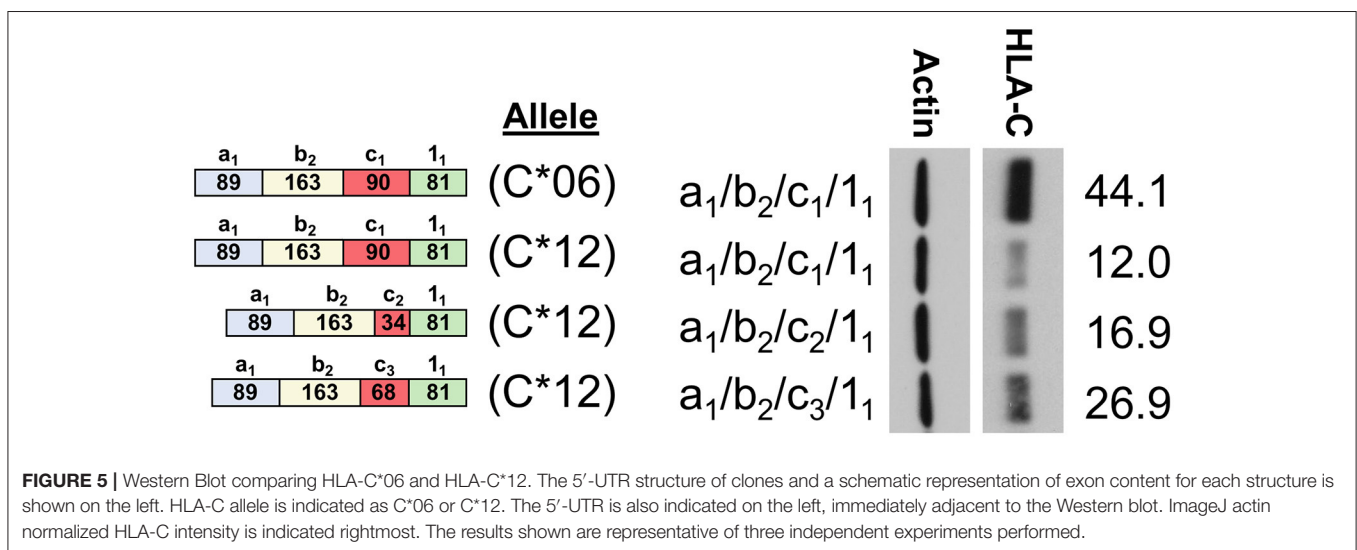 Actin
HLA-C
Allele
a₁ b₂ c₁ 1₁
89 163 90 81
(C*06)
a₁/b₂/c₁/1₁
44.1
a₁ b₂ c₁ 1₁
89 163 90 81
(C*12)
a₁/b₂/c₁/1₁
12.0
a₁ b₂ c₂ 1₁
89 163 34 81
(C*12)
a₁/b₂/c₂/1₁
16.9
a₁ b₂ c₃ 1₁
89 163 68 81
(C*12)
a₁/b₂/c₃/1₁
26.9
FIGURE 5 | Western Blot comparing HLA-C*06 and HLA-C*12. The 5′-UTR structure of clones and a schematic representation of exon content for each structure is
shown on the left. HLA-C allele is indicated as C*06 or C*12. The 5′-UTR is also indicated on the left, immediately adjacent to the Western blot. ImageJ actin
normalized HLA-C intensity is indicated rightmost. The results shown are representative of three independent experiments performed.